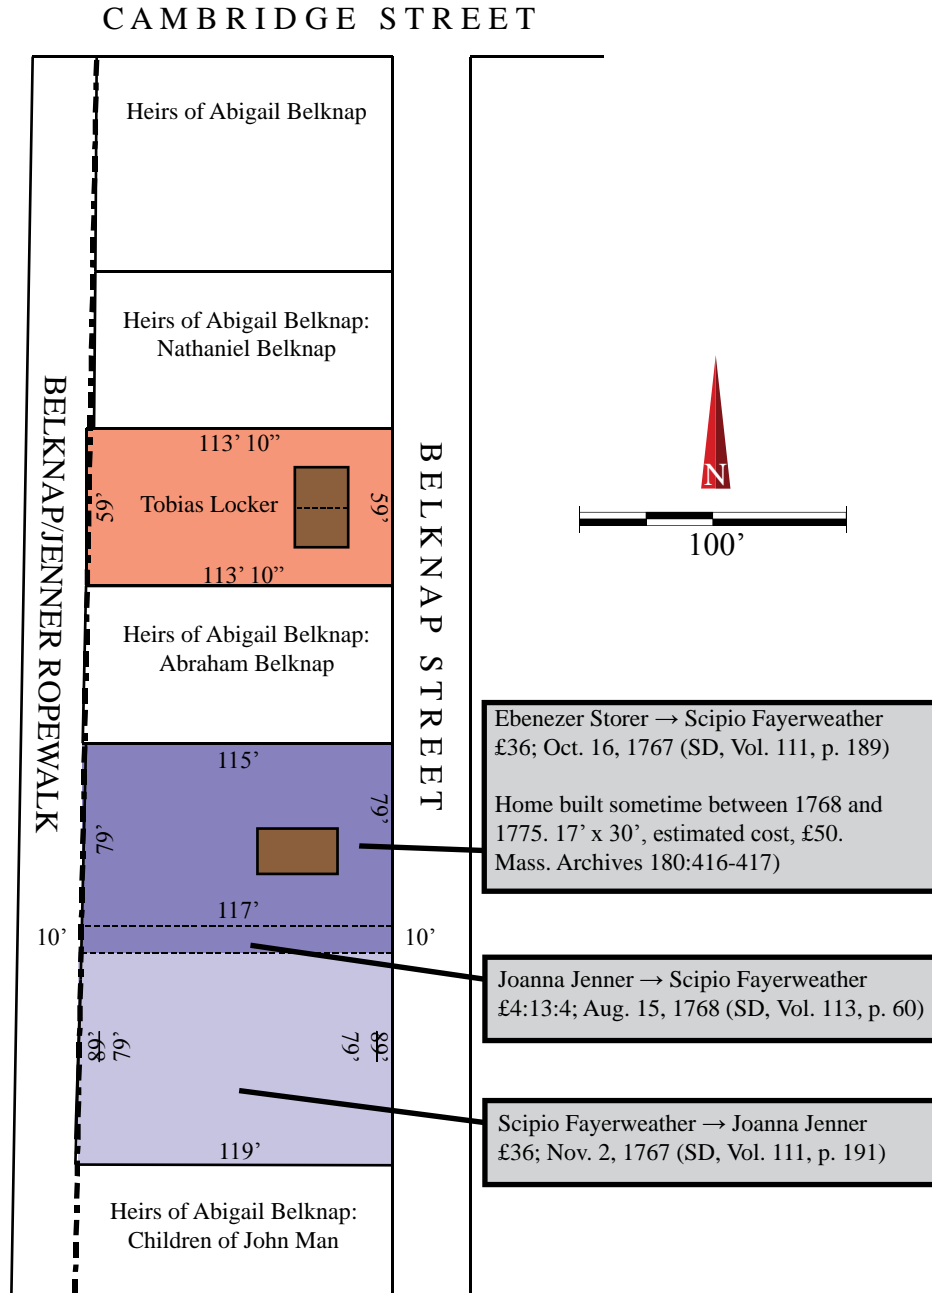 CAMBRIDGE STREET
Heirs of Abigail Belknap
Heirs of Abigail Belknap:
Nathaniel Belknap
BELKNAP/JENNER ROPEWALK
BELKNAP STREET
113’ 10”
59’
Tobias Locker
59’
113’ 10”
N
100’
Heirs of Abigail Belknap:
Abraham Belknap
115’
79’
79’
117’
10’
10’
Ebenezer Storer → Scipio Fayerweather
£36; Oct. 16, 1767 (SD, Vol. 111, p. 189)
Home built sometime between 1768 and
1775. 17’ x 30’, estimated cost, £50.
Mass. Archives 180:416-417)
Joanna Jenner → Scipio Fayerweather
£4:13:4; Aug. 15, 1768 (SD, Vol. 113, p. 60)
89’
79’
79’
89’
119’
Scipio Fayerweather → Joanna Jenner
£36; Nov. 2, 1767 (SD, Vol. 111, p. 191)
Heirs of Abigail Belknap:
Children of John Man